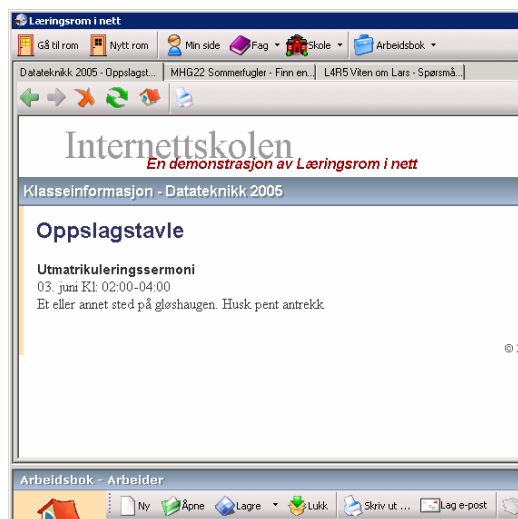 Læringsrom i nett
Gå til rom Nytt rom Min side Fag Skole Arbeidsbok
Datateknikk 2005 - Oppslagst... MHG22 Sommerfugler - Finn en... L4R5 Viten om Lars - Spørsmå...
Internettskolen
En demonstrasjon av Læringsrom i nett
Klasseinformasjon - Datateknikk 2005
Oppslagstavle
Utmatrikuleringssermoni
03. juni Kl: 02:00-04:00
Et eller annet sted på gløshaugen. Husk pent antrekk
©
Arbeidsbok - Arbeider
Ny Åpne Lagre Lukk Skriv ut ... Lag e-post